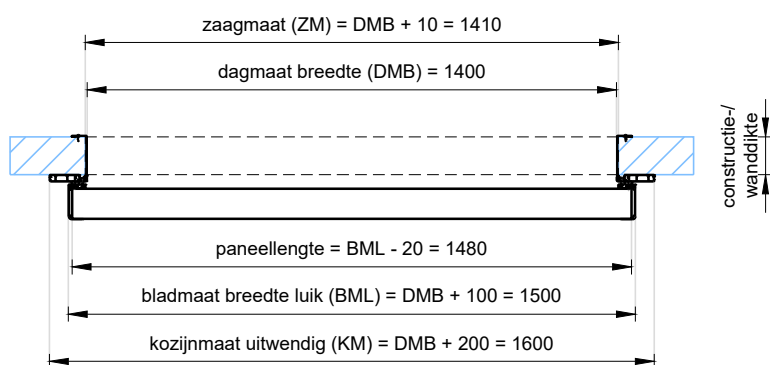 zaagmaat (ZM) = DMB + 10 = 1410
dagmaat breedte (DMB) = 1400
constructie-/
wanddikte
paneellengte = BML - 20 = 1480
bladmaat breedte luik (BML) = DMB + 100 = 1500
kozijnmaat uitwendig (KM) = DMB + 200 = 1600